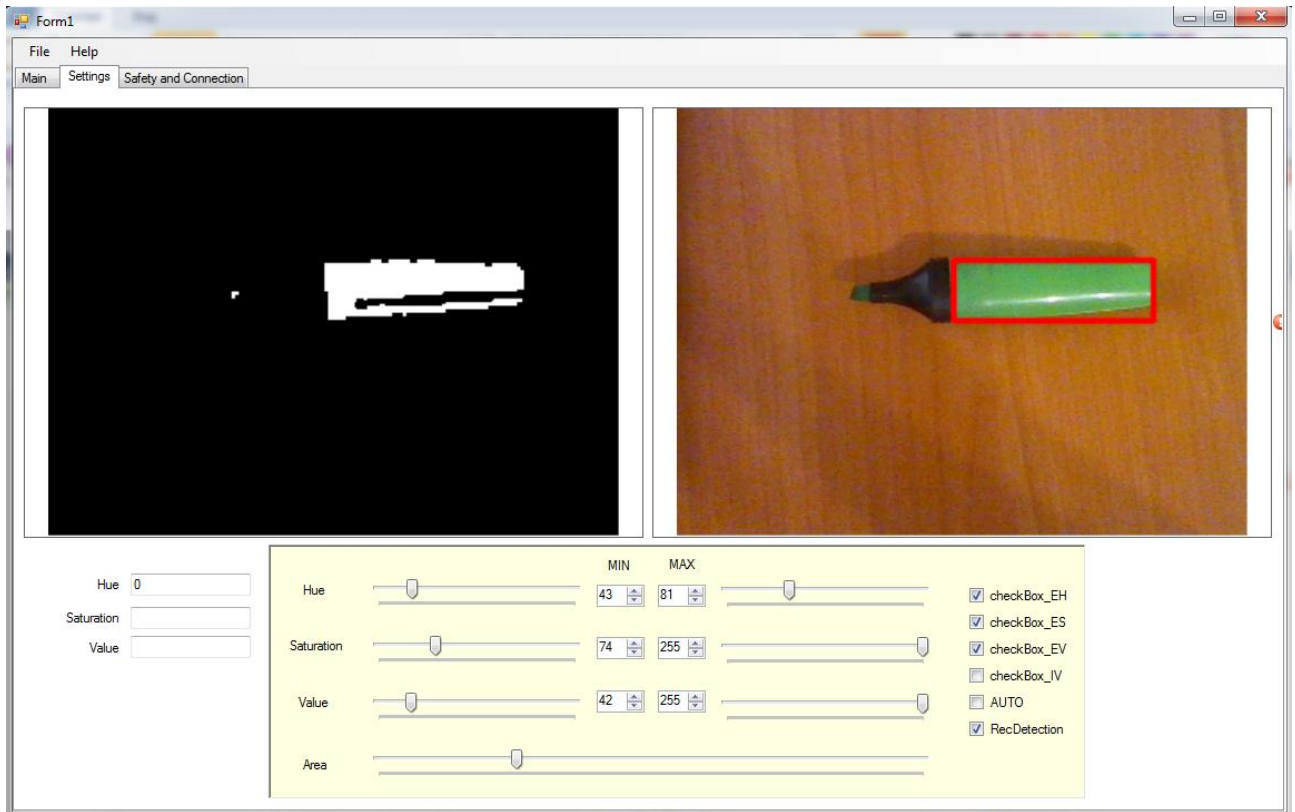 Form1
File Help
Main Settings Safety and Connection
Hue 0
Saturation
Value
MIN MAX
Hue 43 81
Saturation 74 255
Value 42 255
Area
checkBox_EH
checkBox_ES
checkBox_EV
checkBox_IV
AUTO
RecDetection